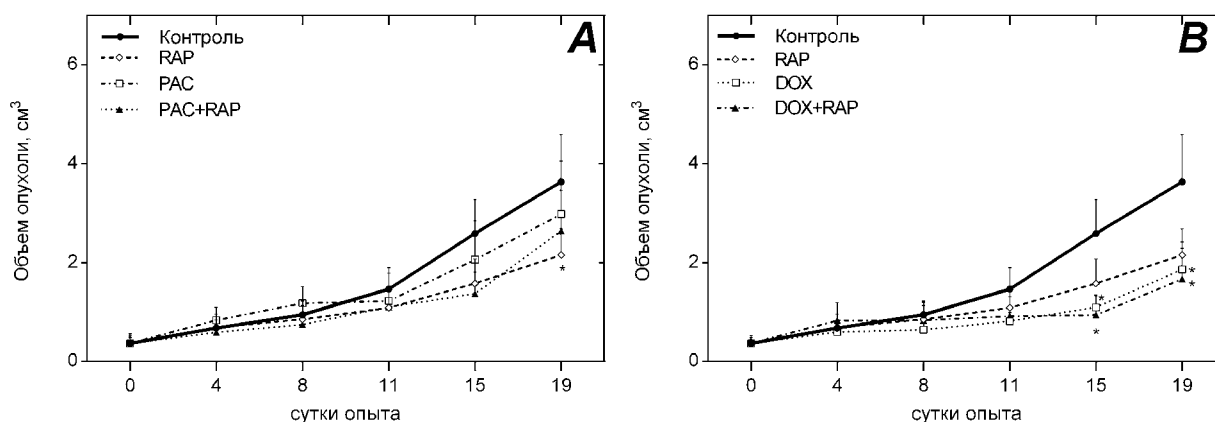 A
Контроль
RAP
PAC
PAC+RAP
Объем опухоли, см³
6
4
2
0
*
0 4 8 11 15 19
сутки опыта
B
Контроль
RAP
DOX
DOX+RAP
Объем опухоли, см³
6
4
2
0
*
*
*
*
0 4 8 11 15 19
сутки опыта